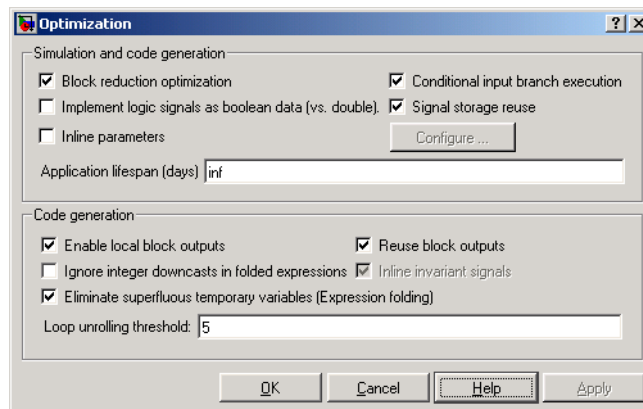 Optimization
Simulation and code generation
Block reduction optimization
Conditional input branch execution
Implement logic signals as boolean data (vs. double).
Signal storage reuse
Inline parameters
Configure ...
Application lifespan (days) inf
Code generation
Enable local block outputs
Reuse block outputs
Ignore integer downcasts in folded expressions
Inline invariant signals
Eliminate superfluous temporary variables (Expression folding)
Loop unrolling threshold: 5
OK Cancel Help Apply